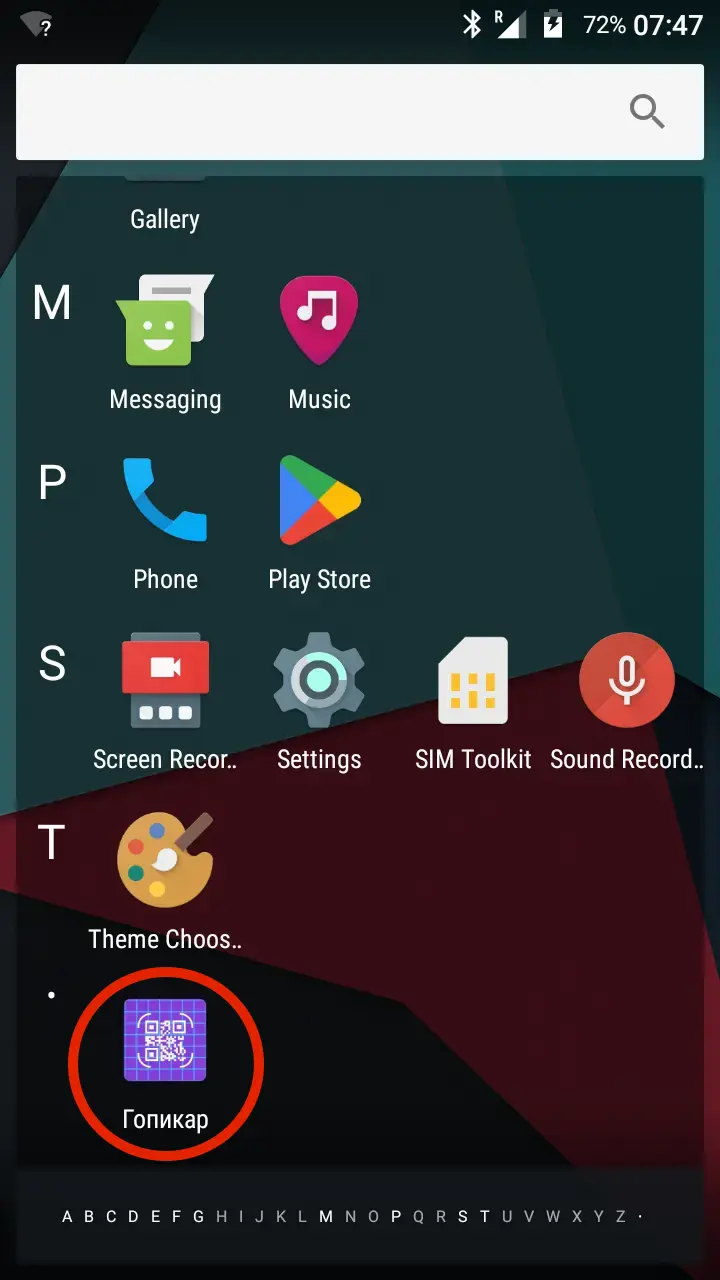 ?
R
72% 07:47
Gallery
M
Messaging Music
P
Phone Play Store
S
Screen Recor.. Settings SIM Toolkit Sound Record..
T
Theme Choos..
.
Гопикар
A B C D E F G H I J K L M N O P Q R S T U V W X Y Z ·